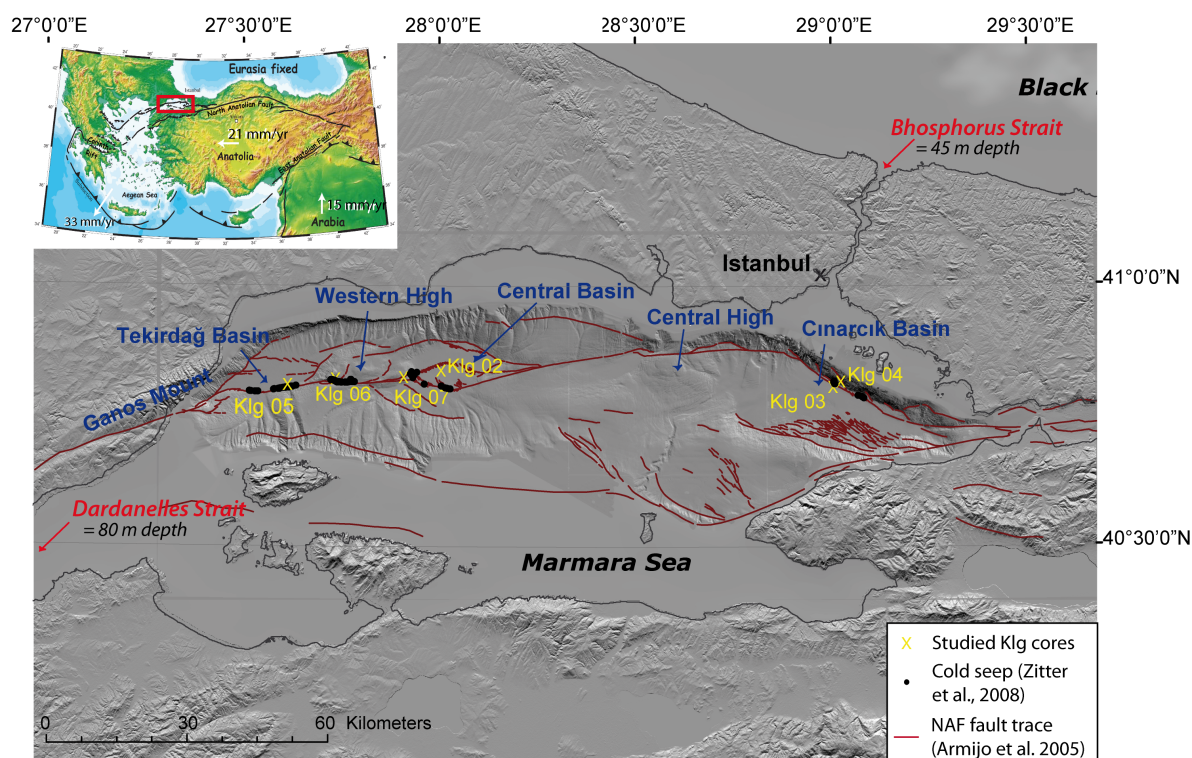 27°0'0"E
27°30'0"E
28°0'0"E
28°30'0"E
29°0'0"E
29°30'0"E
Eurasia fixed
North Anatolian Fault
21 mm/yr
Anatolia
East Anatolian Fault
Corinth
Rift
Aegean Sea
33 mm/yr
15 mm/yr
Arabia
Black
Bhosphorus Strait
= 45 m depth
Istanbul
41°0'0"N
Western High
Central Basin
Central High
Cınarcık Basin
Tekirdağ Basin
Ganos Mount
Klg 02
Klg 04
Klg 05
Klg 06
Klg 07
Klg 03
Dardanelles Strait
= 80 m depth
40°30'0"N
Marmara Sea
0 30 60 Kilometers
X Studied Klg cores
Cold seep (Zitter
et al., 2008)
NAF fault trace
(Armijo et al. 2005)